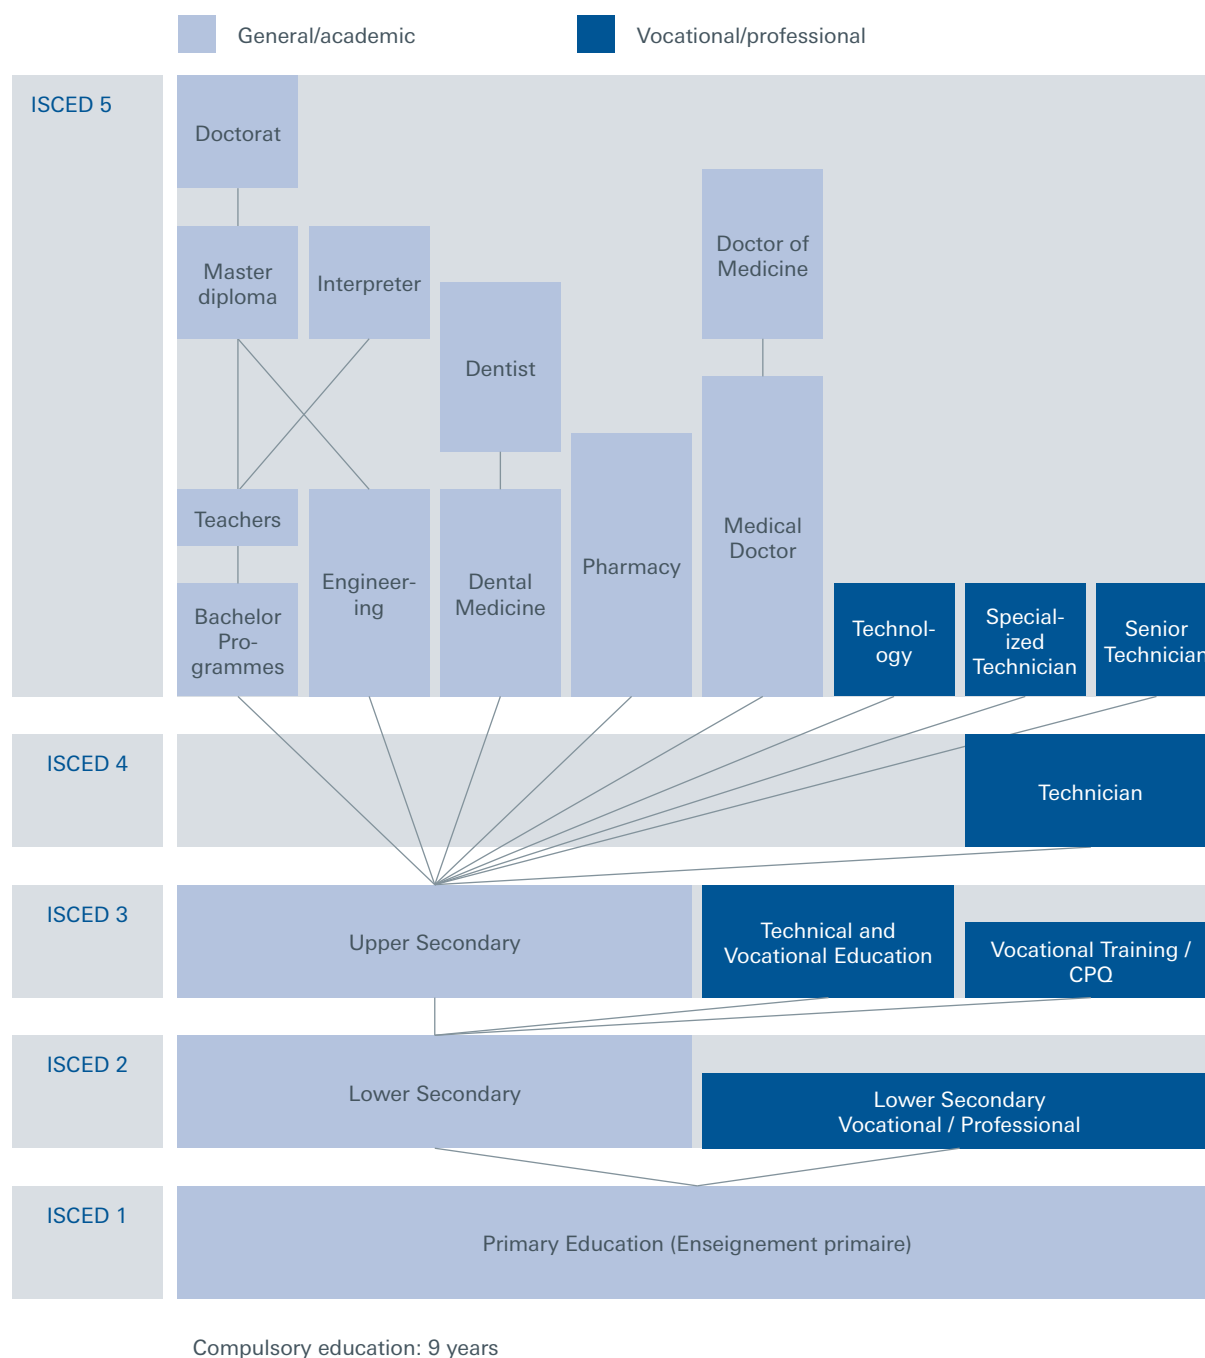 General/academic
Vocational/professional
ISCED 5
Doctorat
Master
diploma
Interpreter
Doctor of
Medicine
Dentist
Teachers
Bachelor
Pro-
grammes
Engineer-
ing
Dental
Medicine
Pharmacy
Medical
Doctor
Technol-
ogy
Special-
ized
Technician
Senior
Technician
ISCED 4
Technician
ISCED 3
Upper Secondary
Technical and
Vocational Education
Vocational Training /
CPQ
ISCED 2
Lower Secondary
Lower Secondary
Vocational / Professional
ISCED 1
Primary Education (Enseignement primaire)
Compulsory education: 9 years